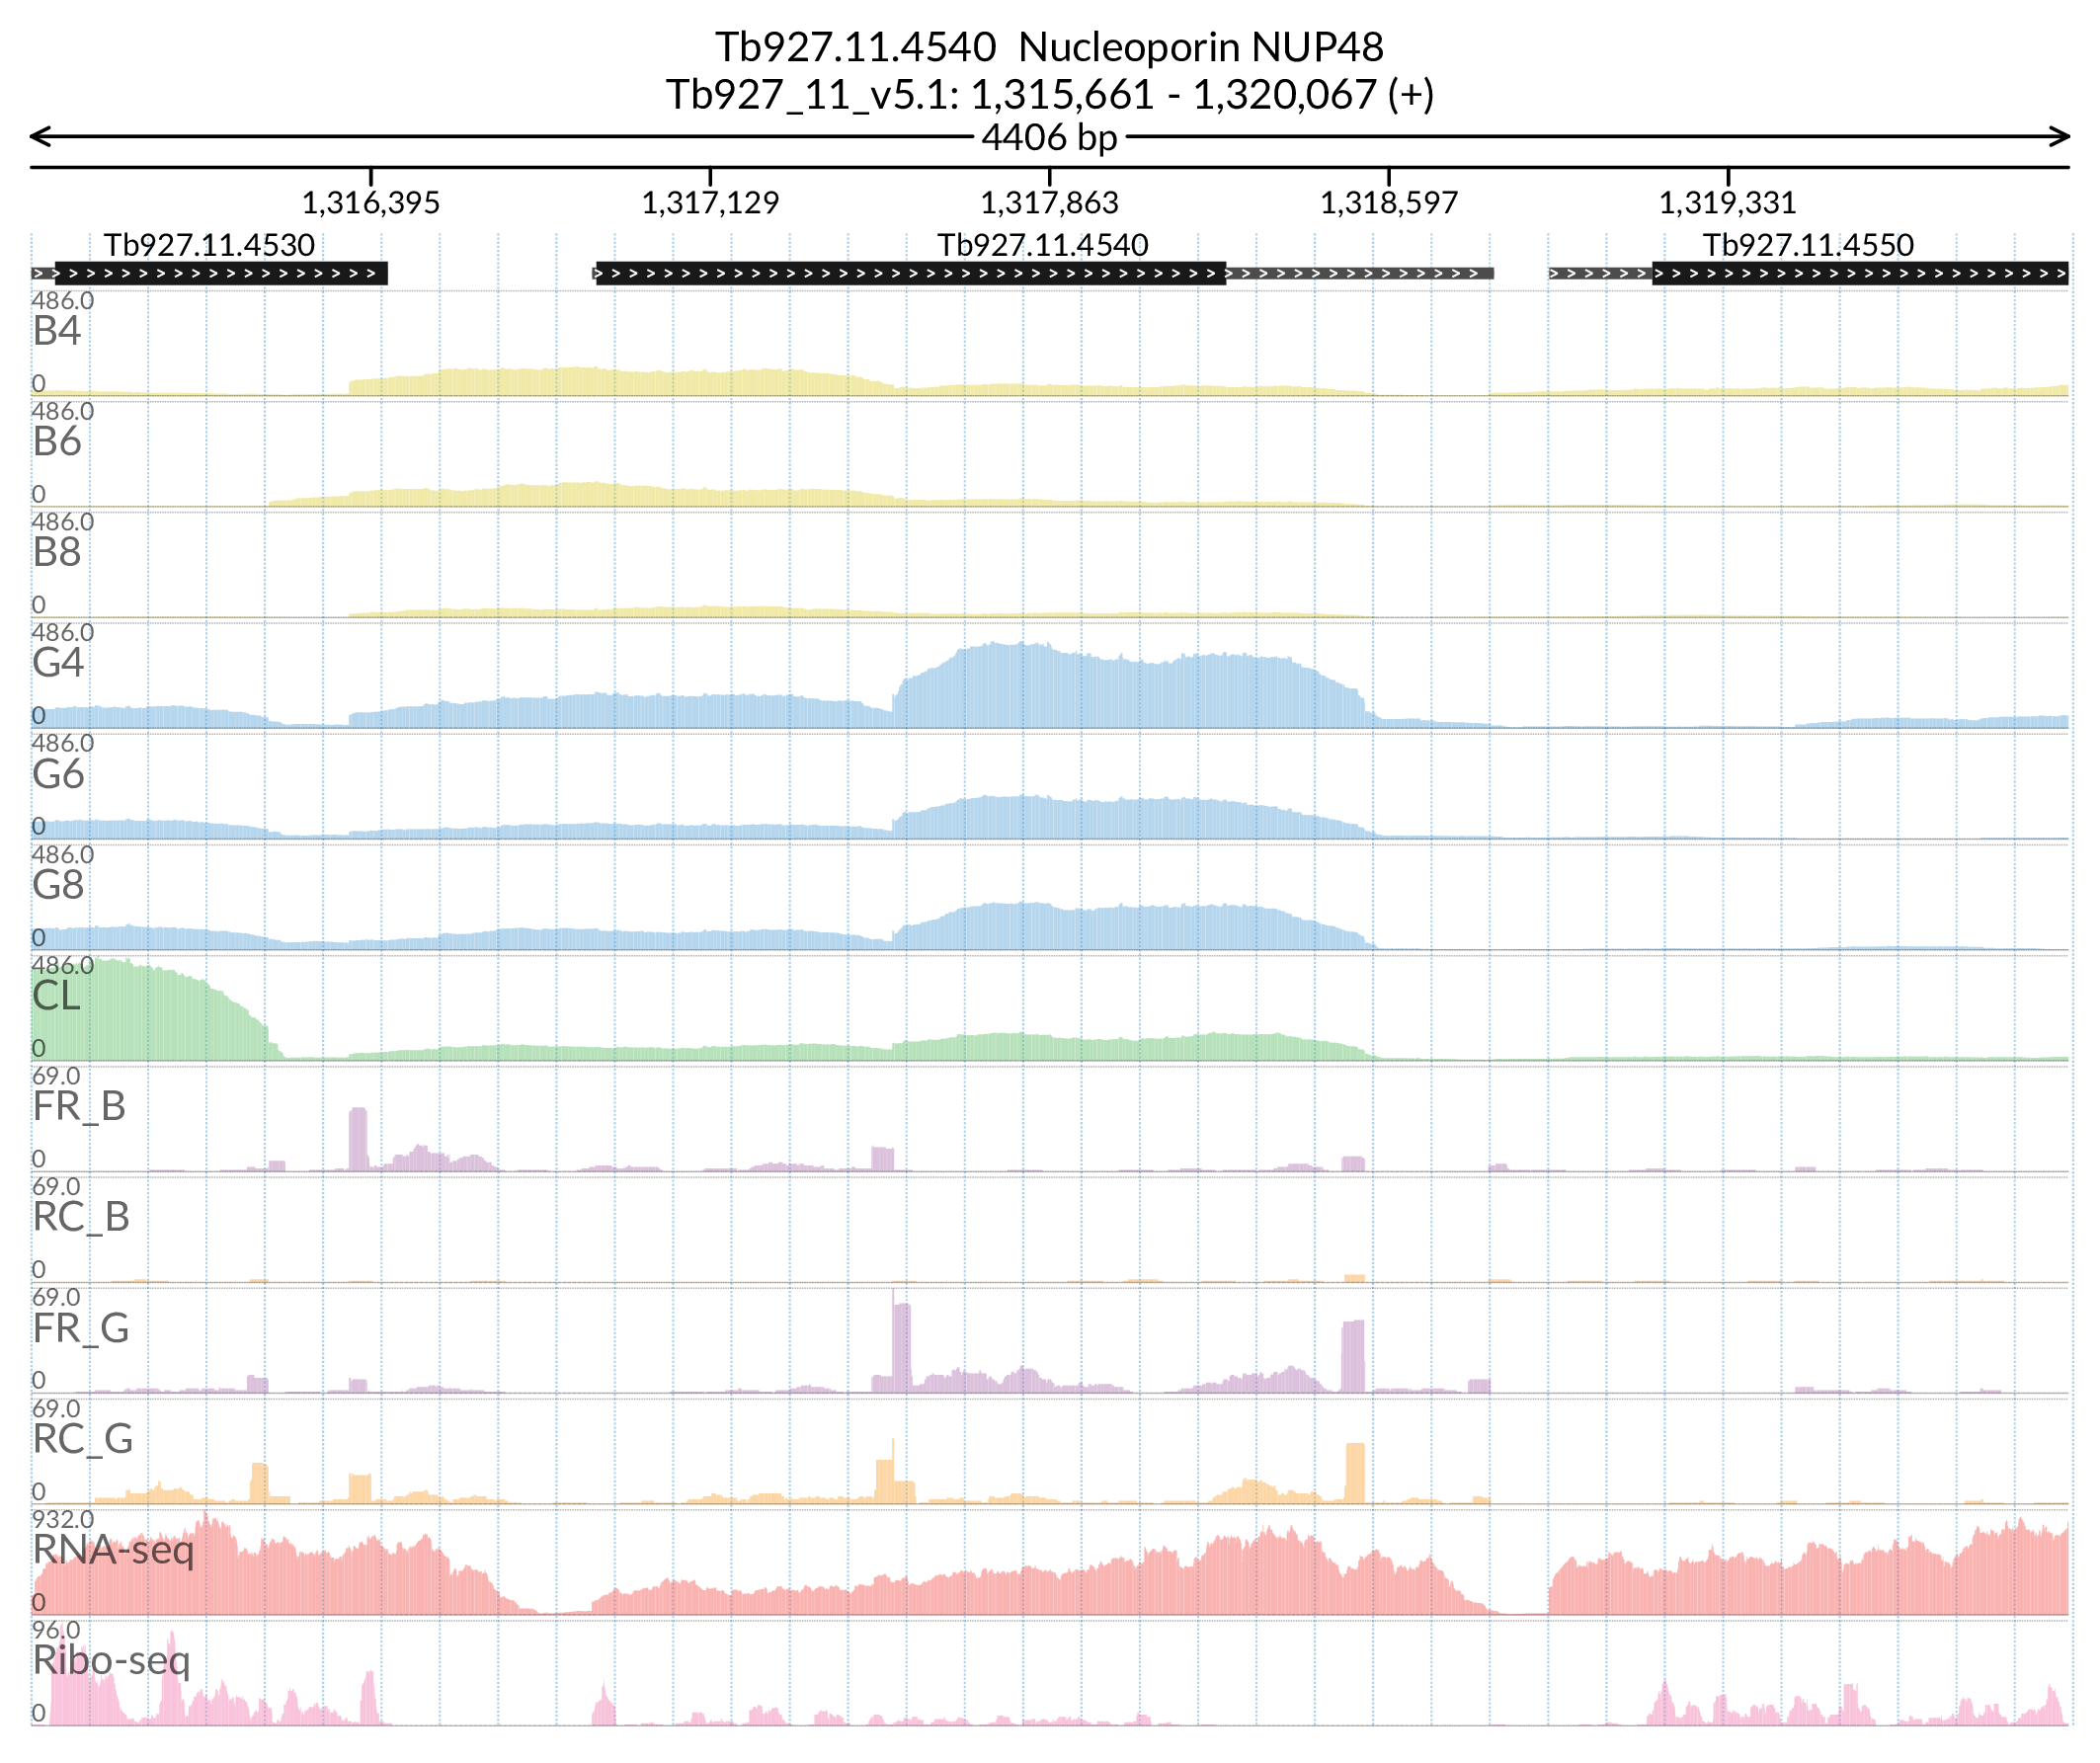 Tb927.11.4540  Nucleoporin NUP48
Tb927_11_v5.1: 1,315,661 - 1,320,067 (+)
4406 bp
1,316,395 1,317,129 1,317,863 1,318,597 1,319,331
Tb927.11.4530 Tb927.11.4540 Tb927.11.4550
486.0
B4
0
486.0
B6
0
486.0
B8
0
486.0
G4
0
486.0
G6
0
486.0
G8
0
486.0
CL
0
69.0
FR_B
0
69.0
RC_B
0
69.0
FR_G
0
69.0
RC_G
0
932.0
RNA-seq
0
96.0
Ribo-seq
0